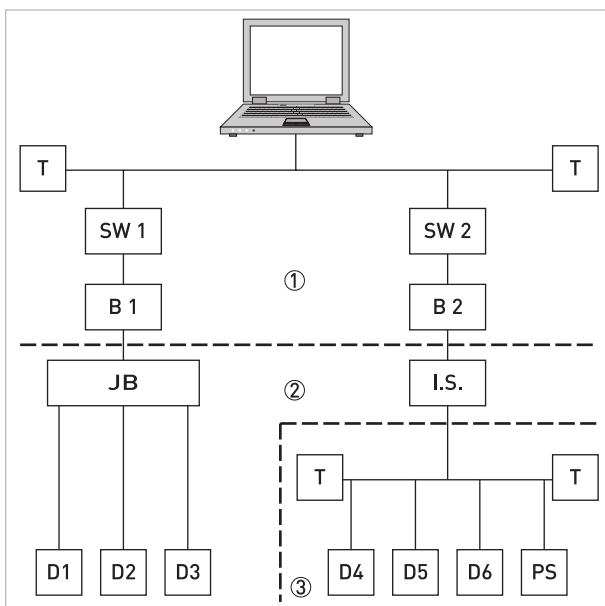 T T
SW 1 SW 2
①
B 1 B 2
JB I.S.
②
T T
D1 D2 D3 D4 D5 D6 PS
③